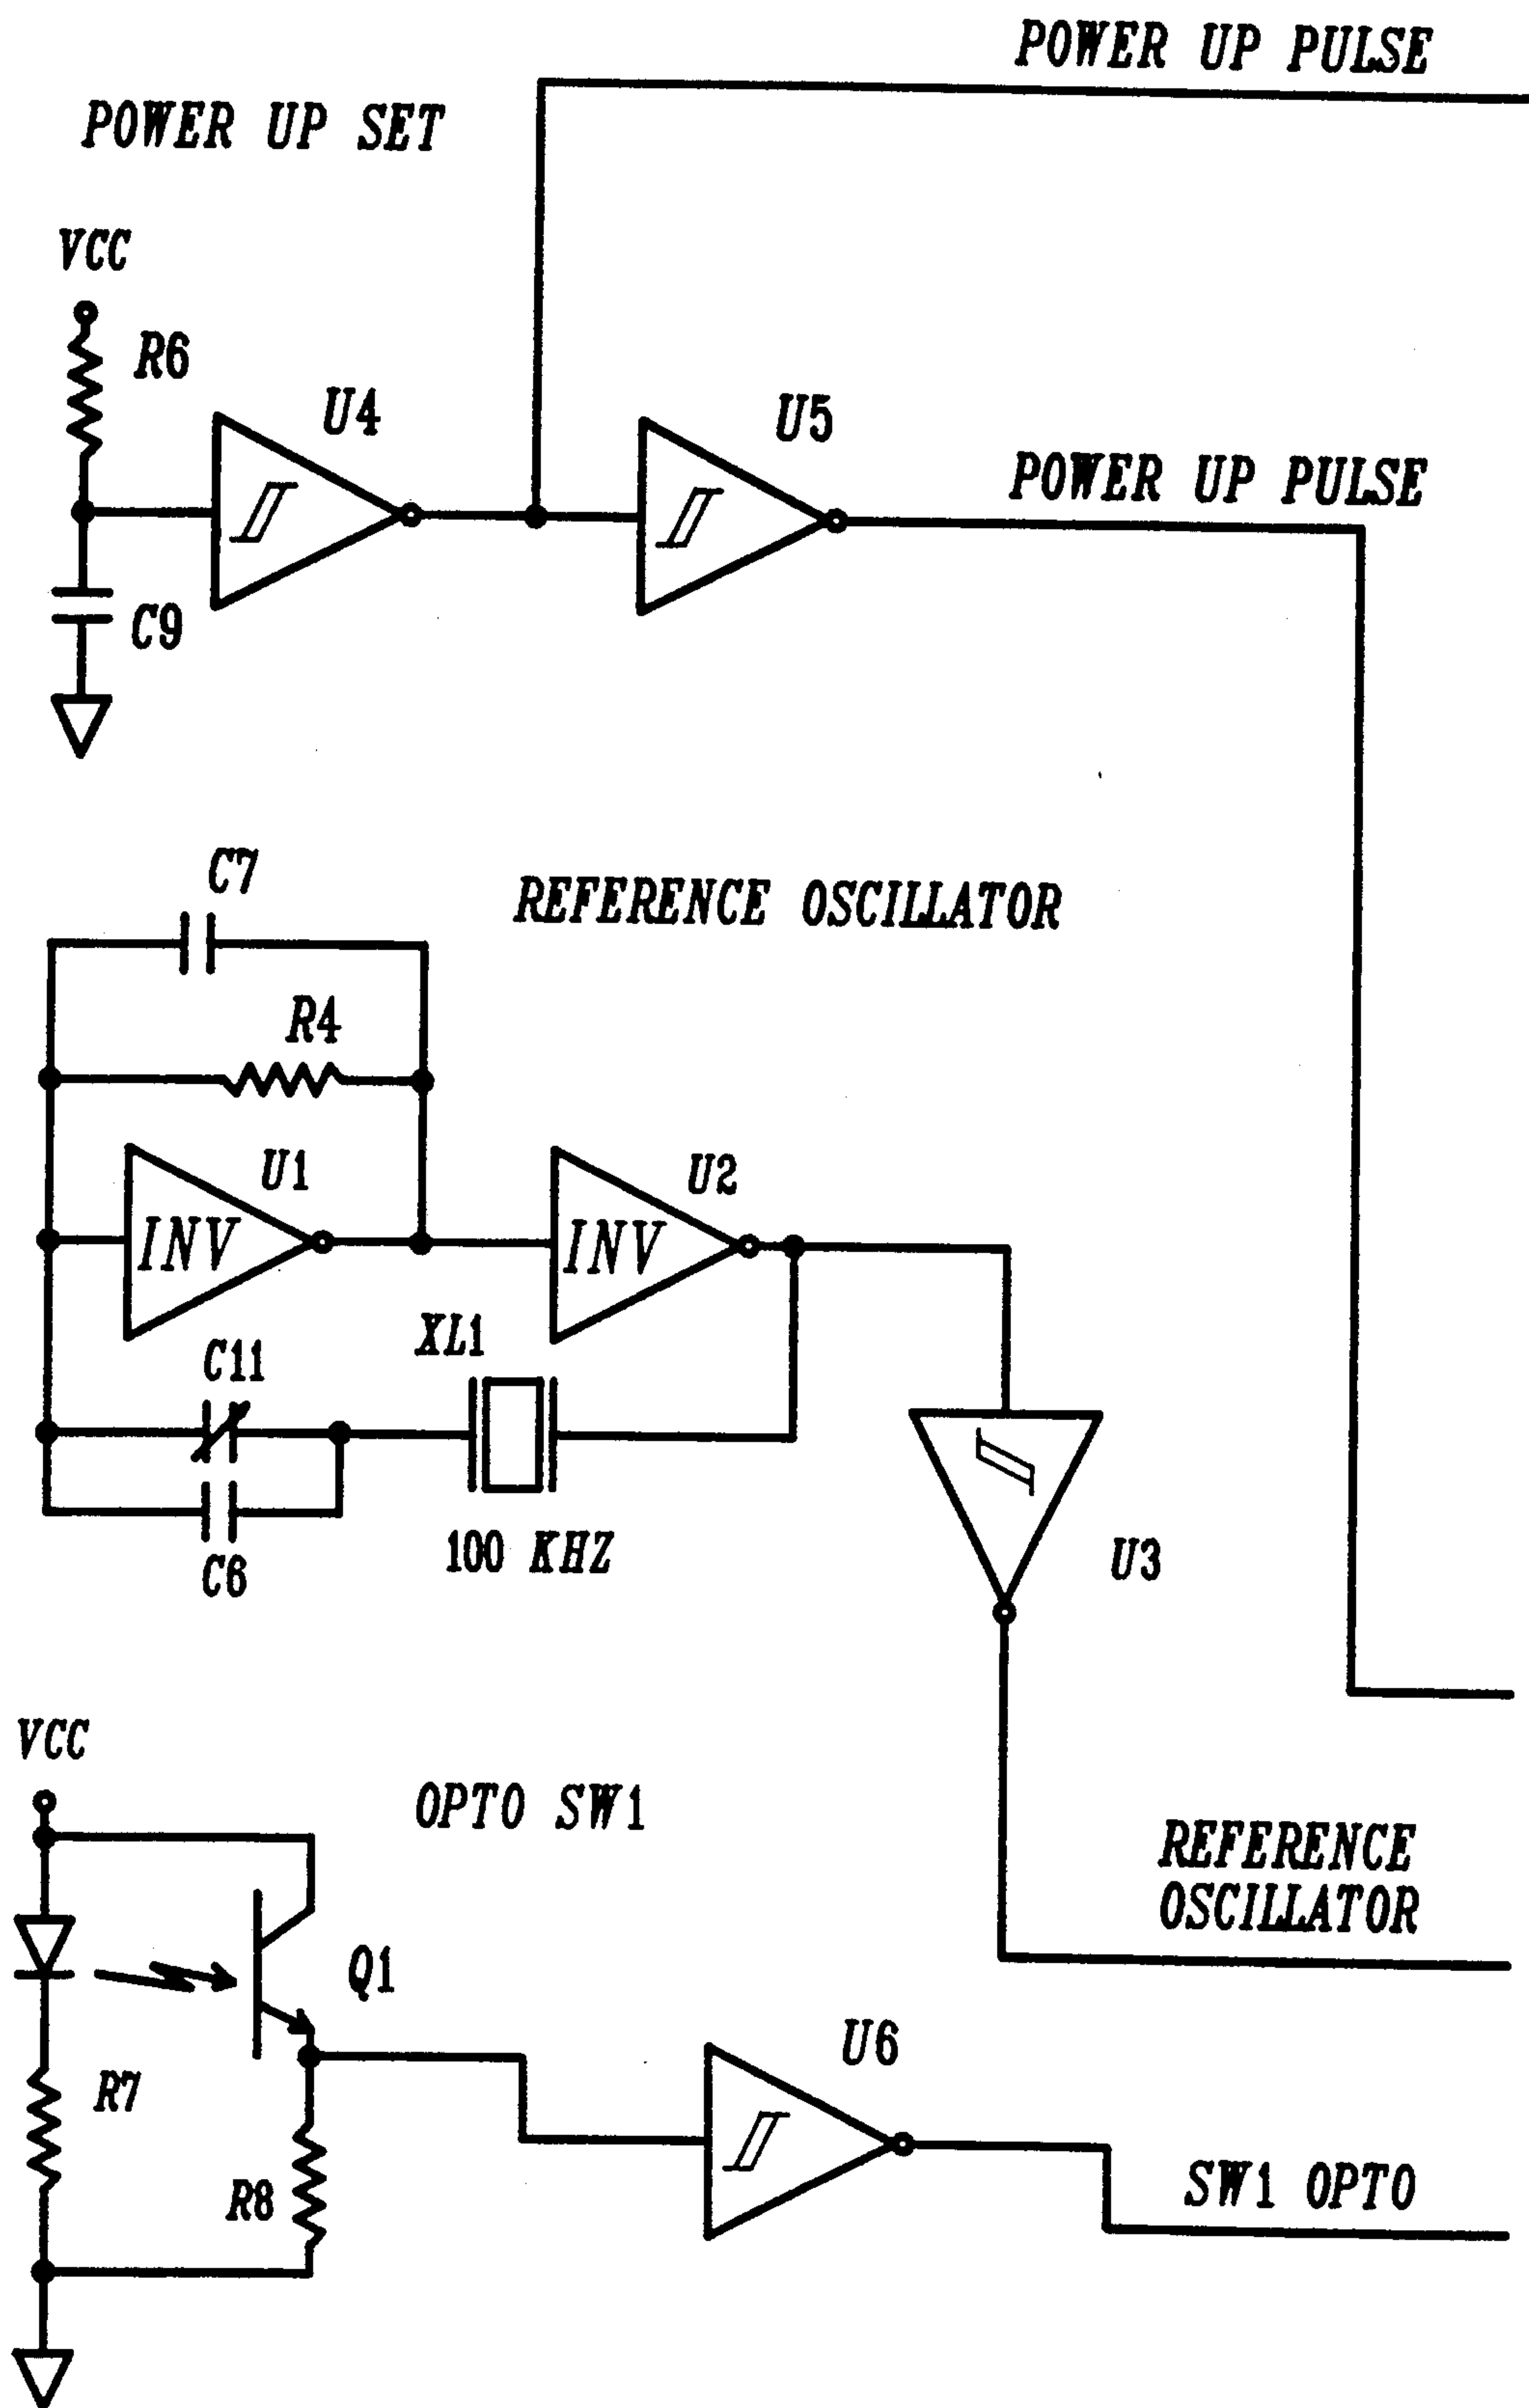 POWER UP PULSE
POWER UP SET
VCC
R6
U4
U5
POWER UP PULSE
C9
C7
REFERENCE OSCILLATOR
R4
U1
U2
INV
INV
XL1
C11
100 KHZ
C6
U3
VCC
OPTO SW1
REFERENCE
OSCILLATOR
Q1
U6
R7
R8
SW1 OPTO